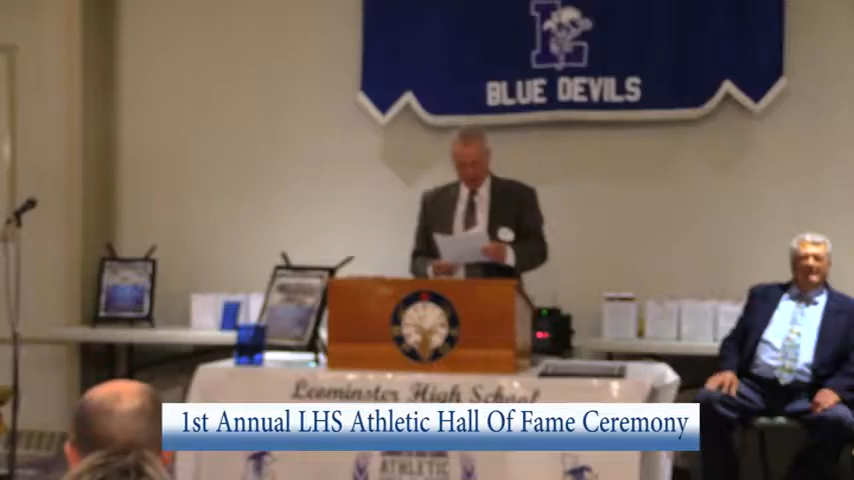 L
BLUE DEVILS
Leominster High School
1st Annual LHS Athletic Hall Of Fame Ceremony
ATHLETIC